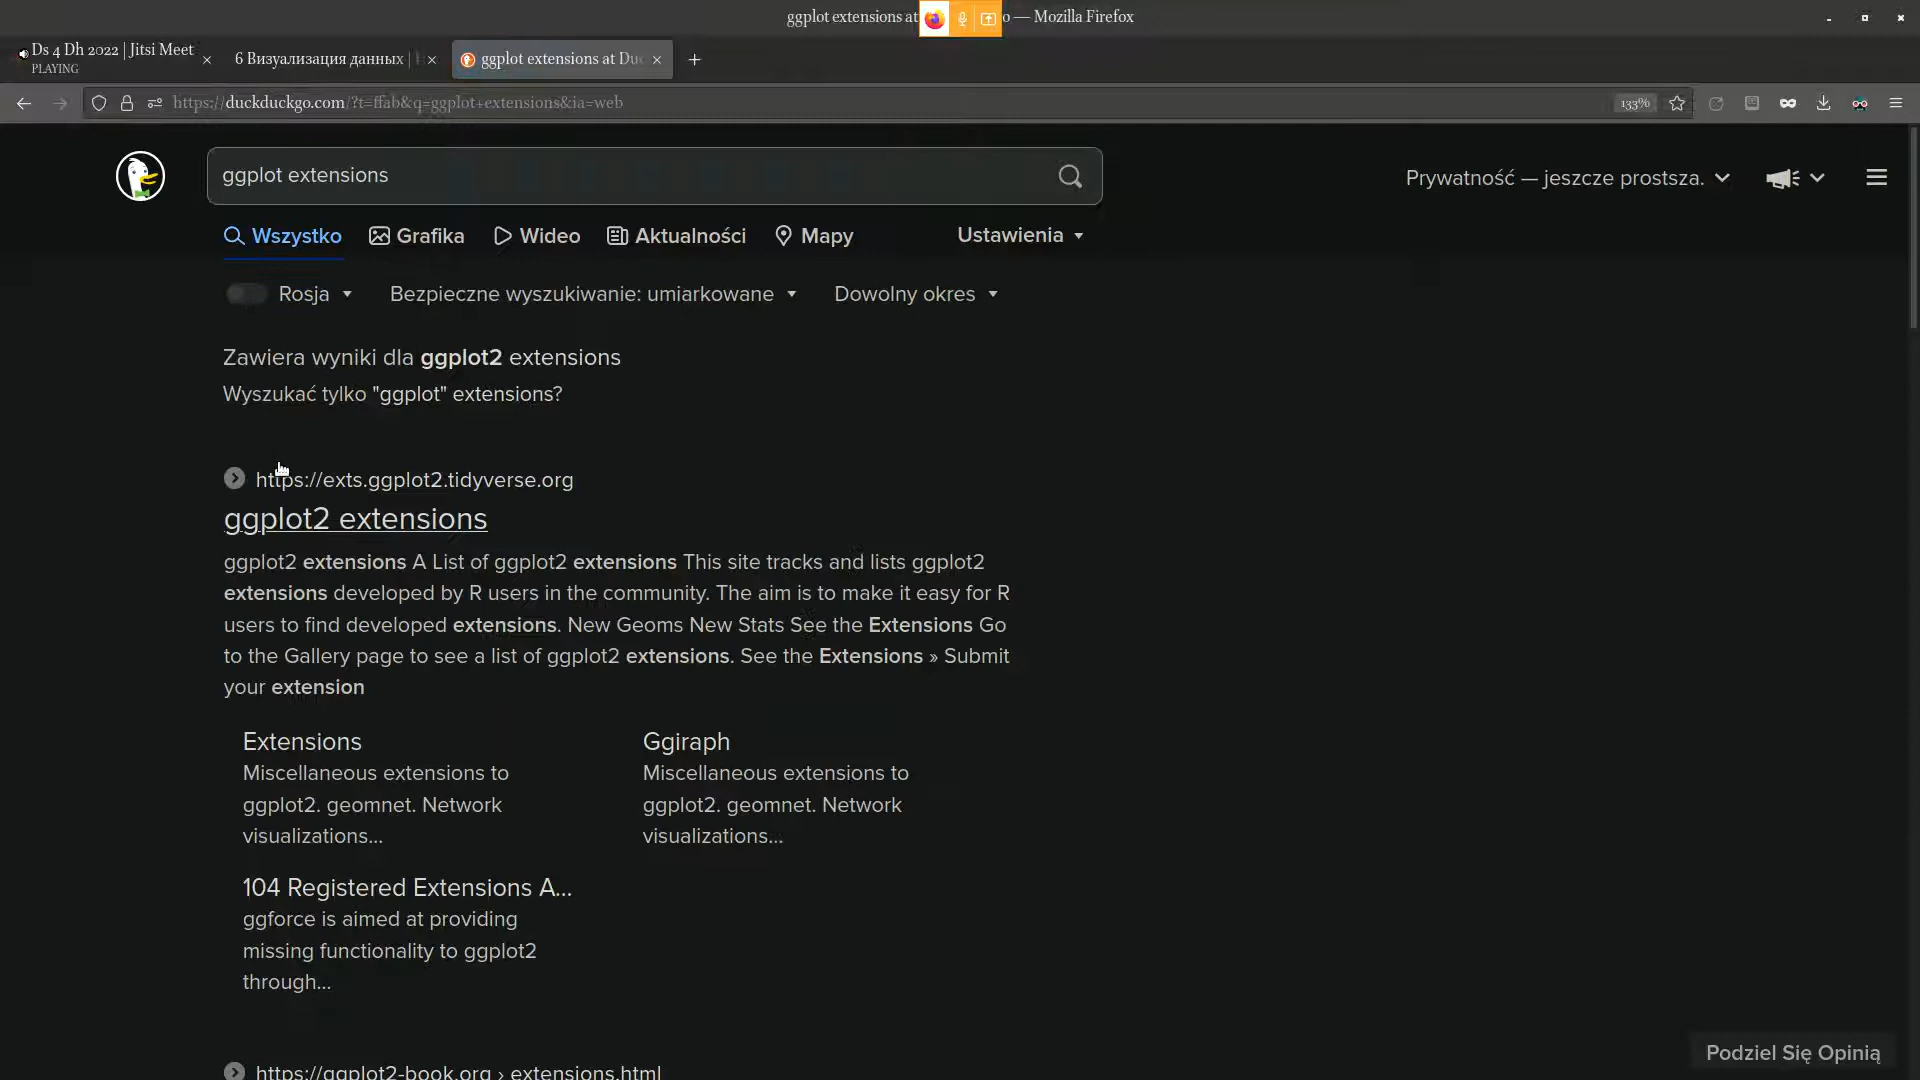 ggplot extensions at
o — Mozilla Firefox
Ds 4 Dh 2022 | Jitsi Meet
PLAYING
6 Визуализация данных |
ggplot extensions at Duc
https://duckduckgo.com/?t=ffab&q=ggplot+extensions&ia=web
133%
ggplot extensions
Prywatność — jeszcze prostsza.
Wszystko
Grafika
Wideo
Aktualności
Mapy
Ustawienia
Rosja
Bezpieczne wyszukiwanie: umiarkowane
Dowolny okres
Zawiera wyniki dla ggplot2 extensions
Wyszukać tylko "ggplot" extensions?
https://exts.ggplot2.tidyverse.org
ggplot2 extensions
ggplot2 extensions A List of ggplot2 extensions This site tracks and lists ggplot2
extensions developed by R users in the community. The aim is to make it easy for R
users to find developed extensions. New Geoms New Stats See the Extensions Go
to the Gallery page to see a list of ggplot2 extensions. See the Extensions » Submit
your extension
Extensions
Miscellaneous extensions to
ggplot2. geomnet. Network
visualizations...
Ggiraph
Miscellaneous extensions to
ggplot2. geomnet. Network
visualizations...
104 Registered Extensions A...
ggforce is aimed at providing
missing functionality to ggplot2
through...
https://ggplot2-book.org › extensions.html
Podziel Się Opinią